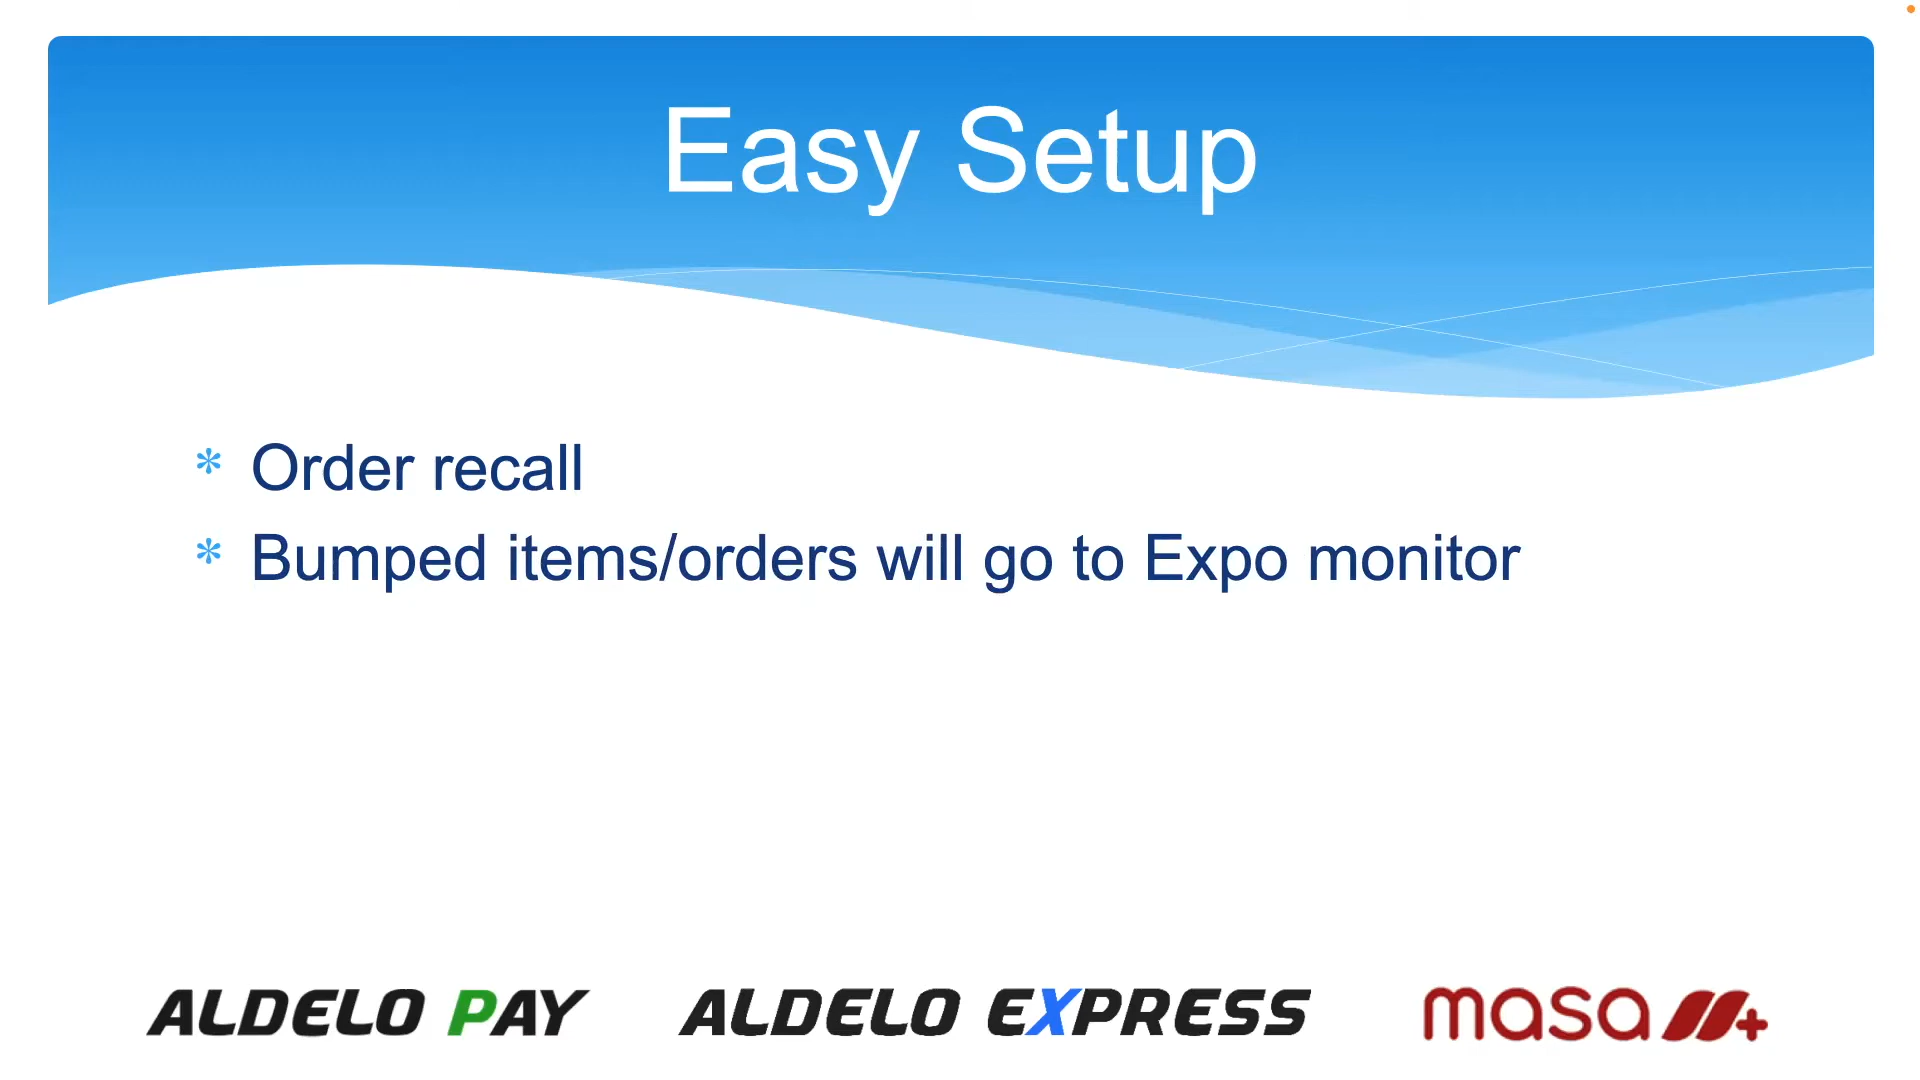 Easy Setup
* Order recall
* Bumped items/orders will go to Expo monitor
ALDELO PAY
ALDELO EXPRESS
masa